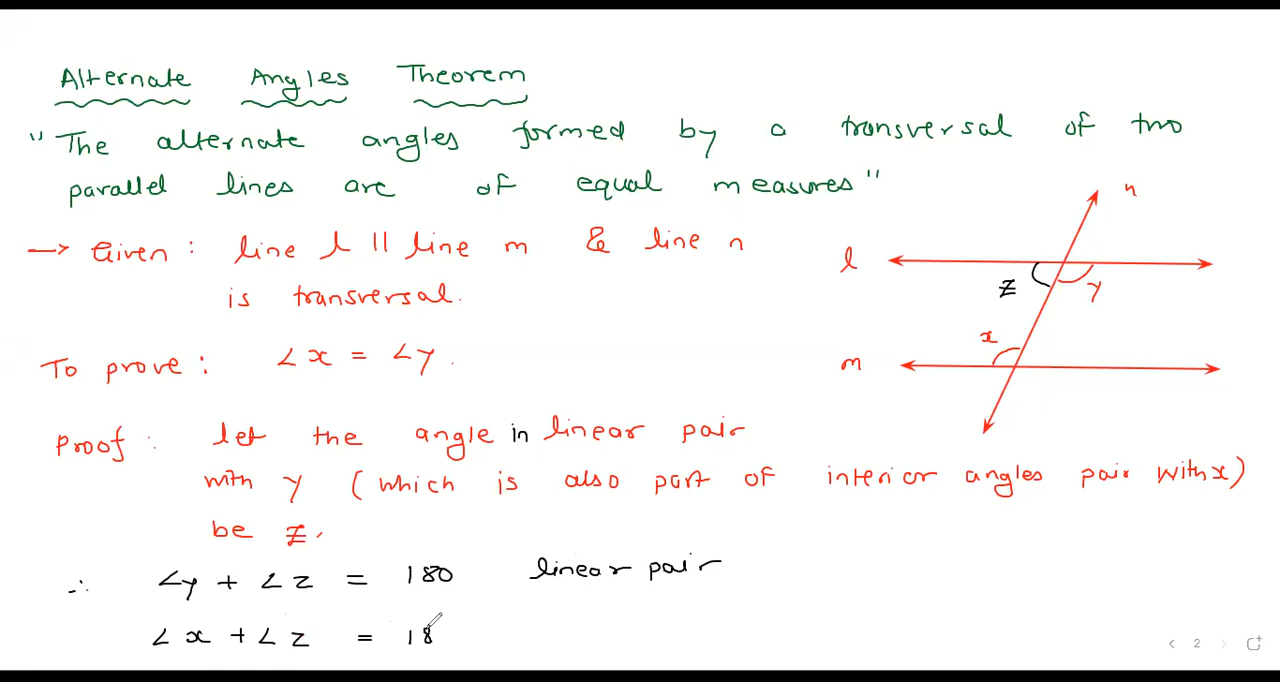 Alternate Angles Theorem
"The alternate angles formed by a transversal of two
parallel lines are of equal measures"
→ Given : line l || line m & line n
is transversal.
To prove : ∠x = ∠y.
Proof : let the angle in linear pair
with y (which is also part of interior angles pair with x)
be z.
∴ ∠y + ∠z = 180 linear pair
∠x + ∠z = 18
n
l
z
y
x
m
2